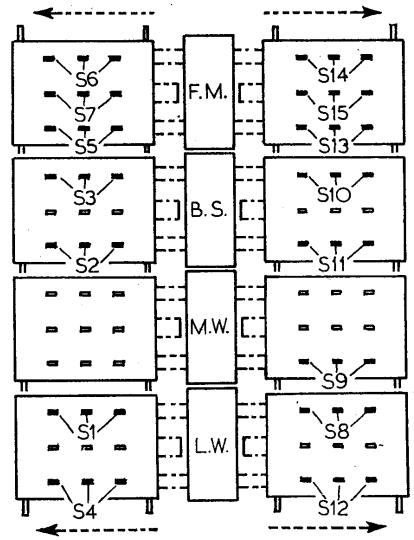 S6 S14
F.M.
S7 S15
S5 S13
S3 S10
B.S.
S2 S11
M.W.
S9
S1 S8
L.W.
S4 S12